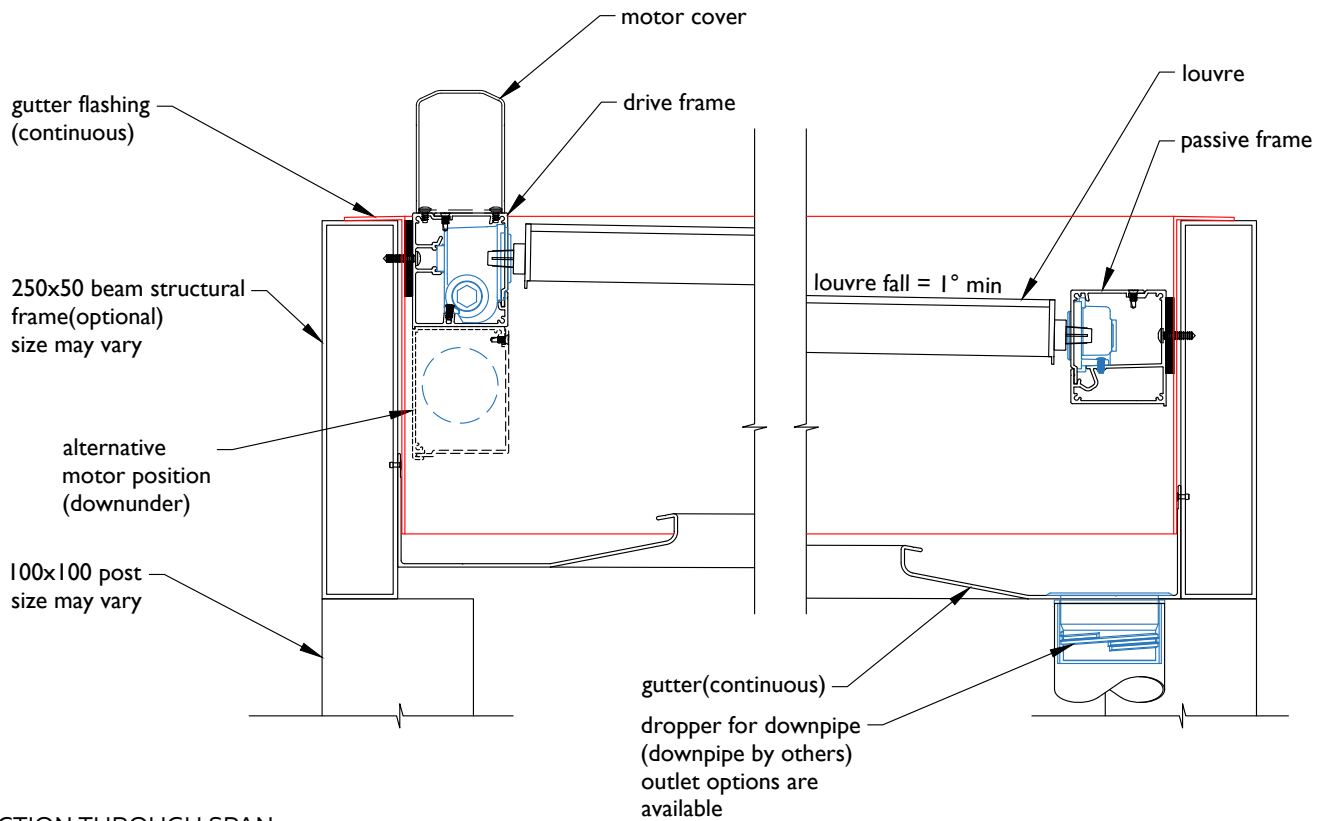 motor cover
louvre
gutter flashing
(continuous)
drive frame
passive frame
250x50 beam structural
frame(optional)
size may vary
louvre fall = 1° min
alternative
motor position
(downunder)
100x100 post
size may vary
gutter(continuous)
dropper for downpipe
(downpipe by others)
outlet options are
available